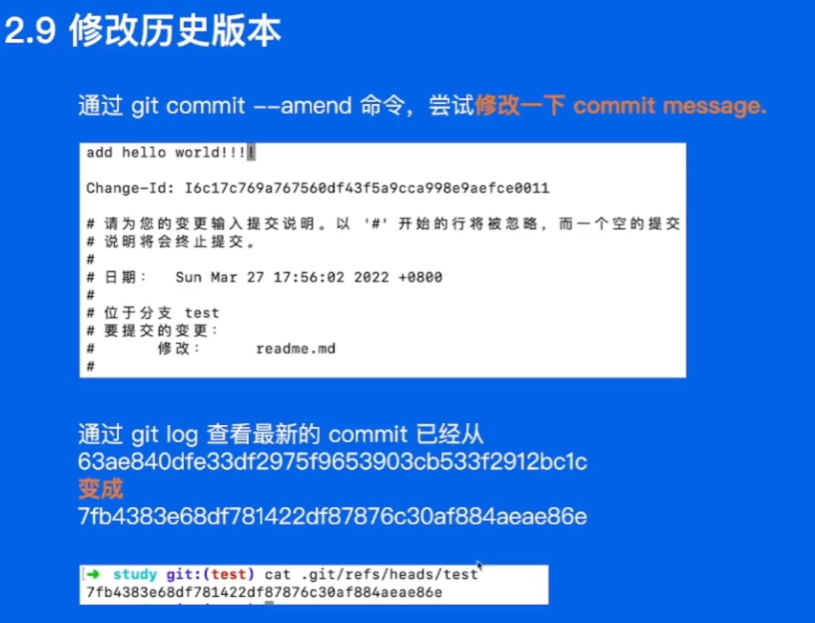 2.9 修改历史版本
通过 git commit --amend 命令，尝试修改一下 commit message.
add hello world!!!!
Change-Id: I6c17c769a767560df43f5a9cca998e9aefce0011
# 请为您的变更输入提交说明。以 '#' 开始的行将被忽略，而一个空的提交
# 说明将会终止提交。
#
# 日期： Sun Mar 27 17:56:02 2022 +0800
#
# 位于分支 test
# 要提交的变更：
# 修改： readme.md
#
通过 git log 查看最新的 commit 已经从
63ae840dfe33df2975f9653903cb533f2912bc1c
变成
7fb4383e68df781422df87876c30af884aeae86e
➜ study git:(test) cat .git/refs/heads/test
7fb4383e68df781422df87876c30af884aeae86e